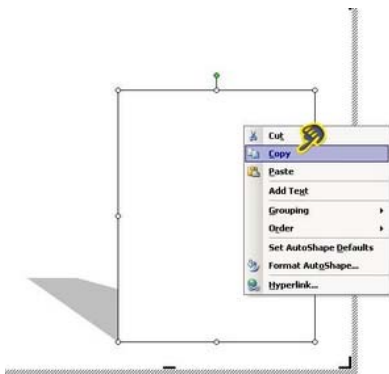 Cut
Copy
Paste
Add Text
Grouping
Order
Set AutoShape Defaults
Format AutoShape...
Hyperlink...